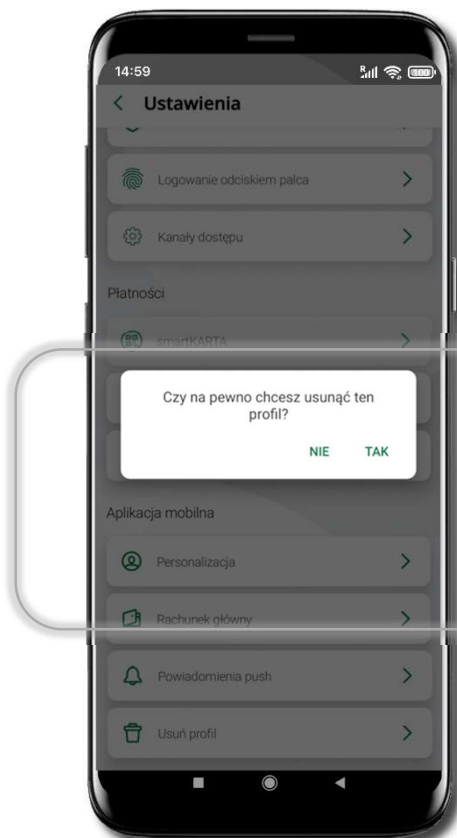 14:59
Ustawienia
Logowanie odciskiem palca
Kanały dostępu
Płatności
smartKARTA
Czy na pewno chcesz usunąć ten
profil?
NIE TAK
Aplikacja mobilna
Personalizacja
Rachunek główny
Powiadomienia push
Usuń profil